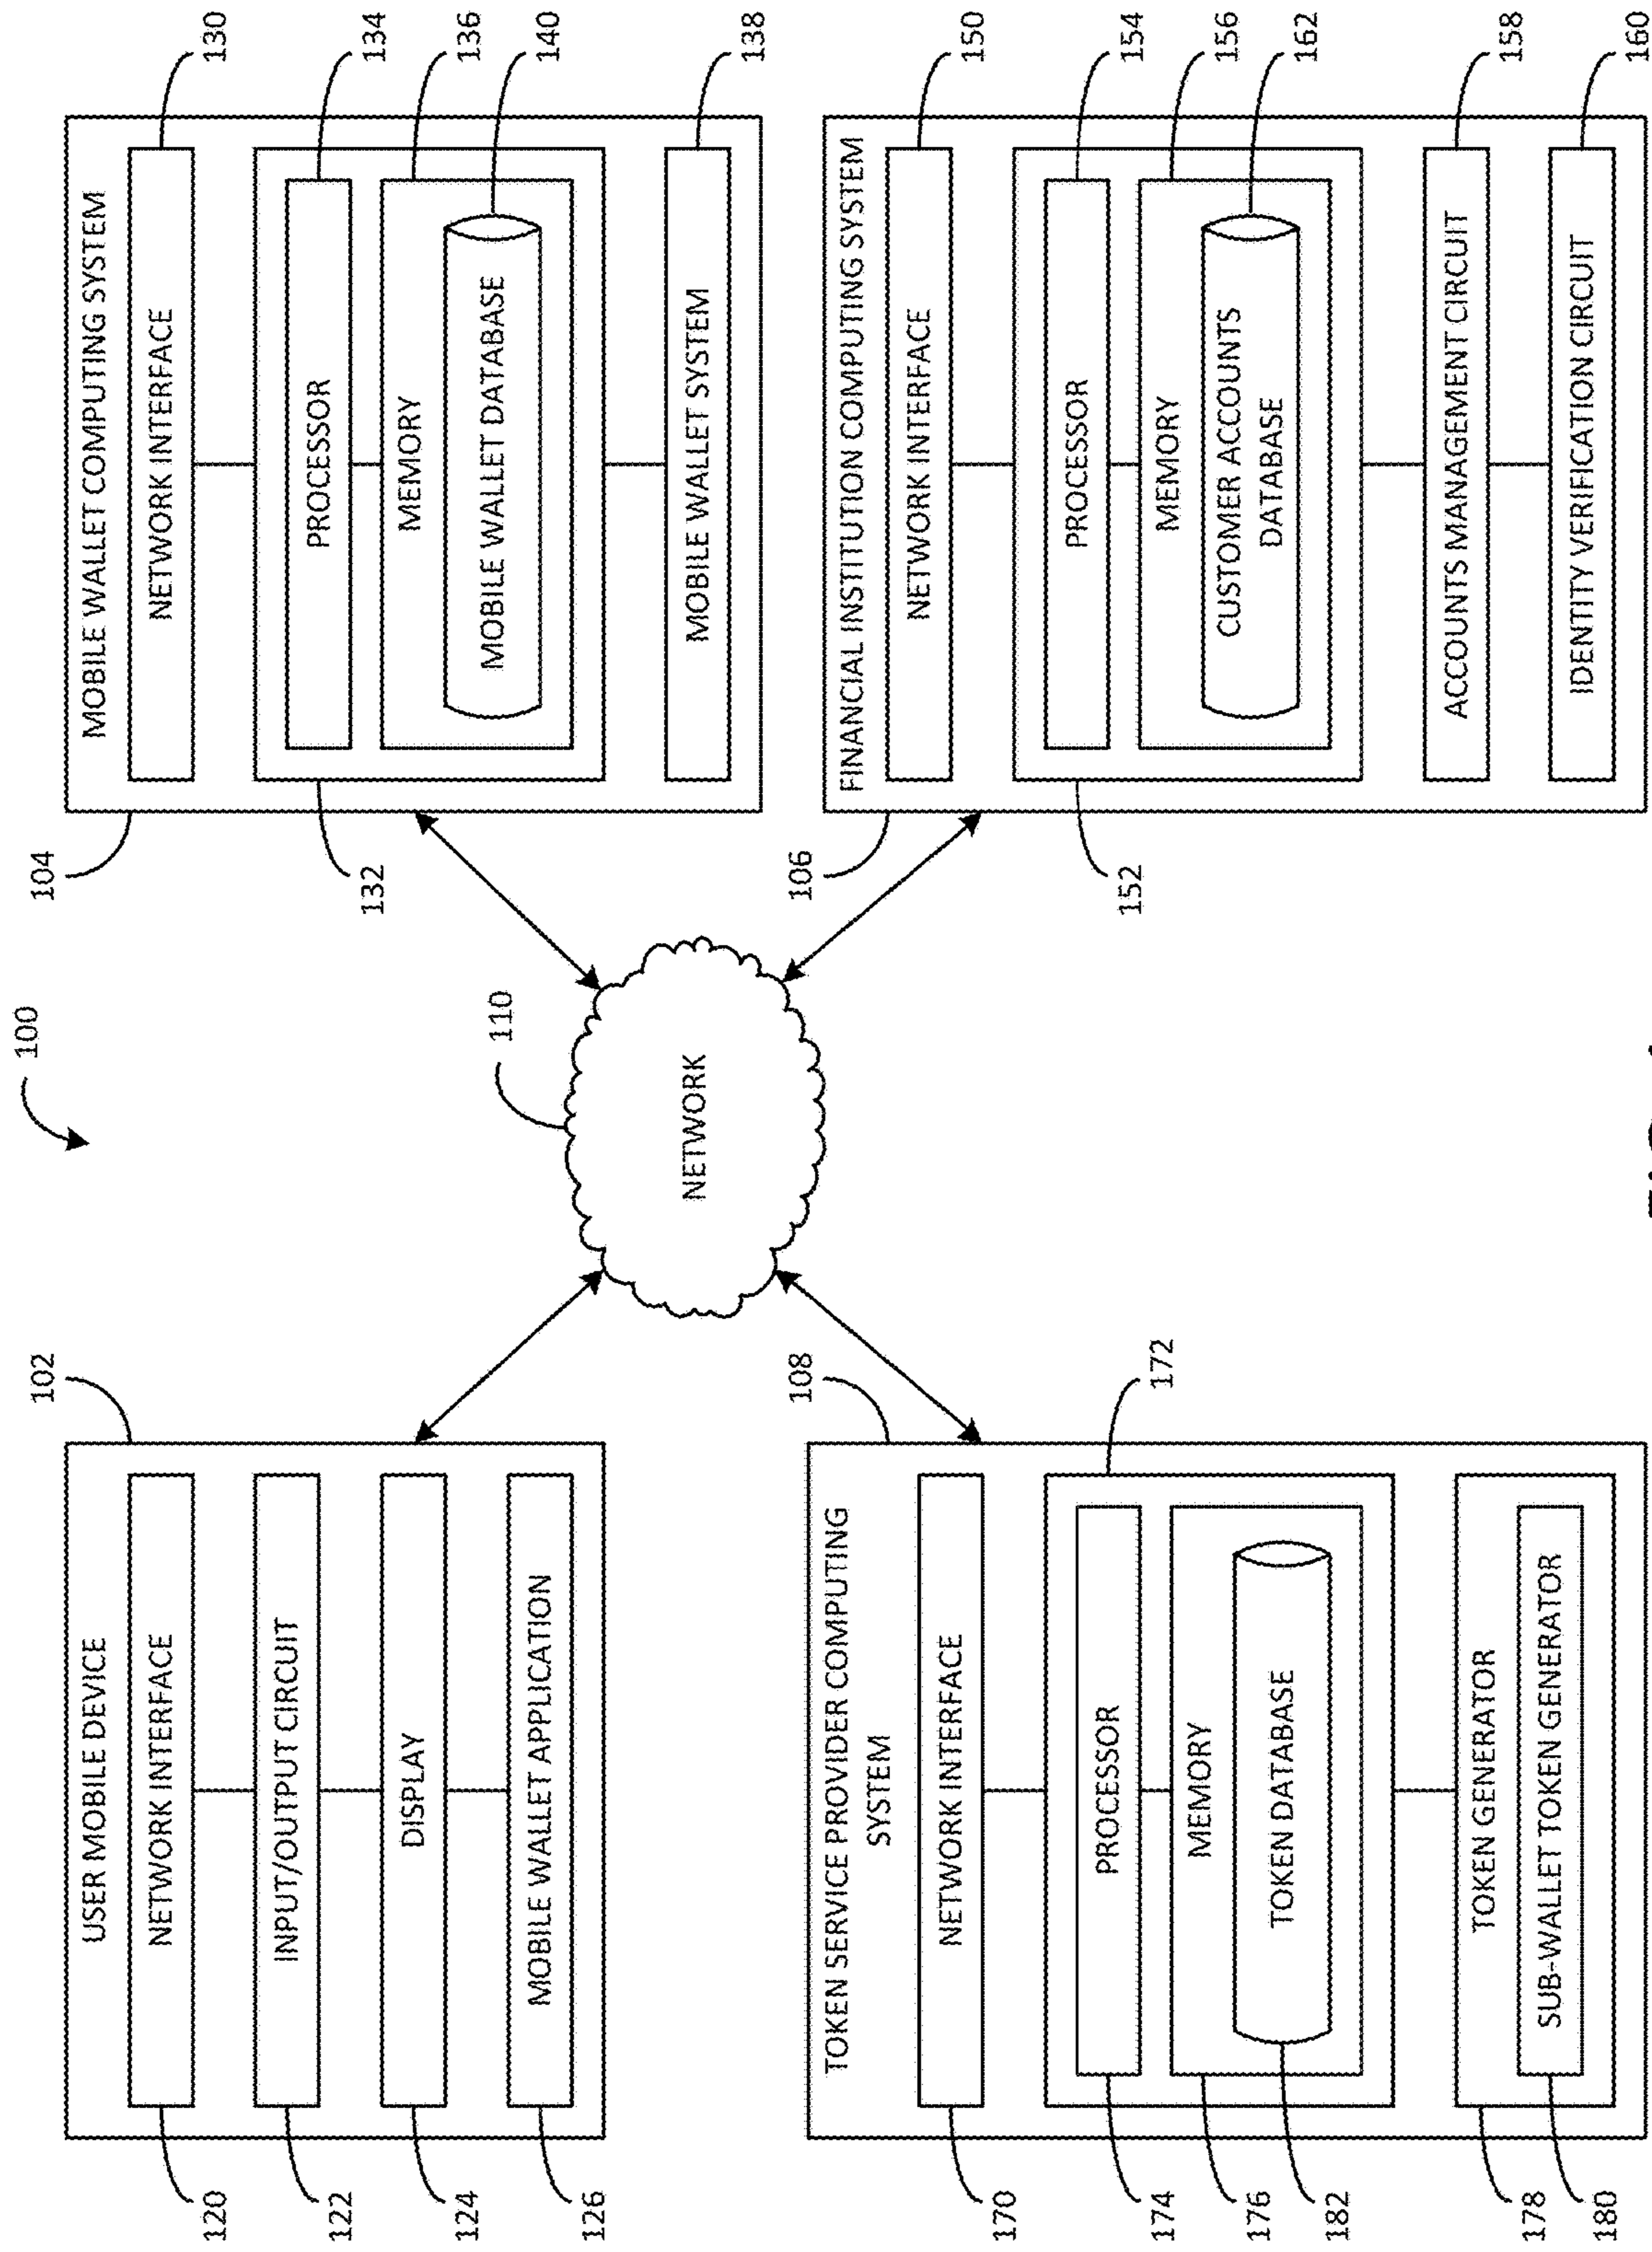 100
102
USER MOBILE DEVICE
120
NETWORK INTERFACE
122
INPUT/OUTPUT CIRCUIT
124
DISPLAY
126
MOBILE WALLET APPLICATION
104
MOBILE WALLET COMPUTING SYSTEM
NETWORK INTERFACE
130
132
PROCESSOR
134
MEMORY
136
MOBILE WALLET DATABASE
140
MOBILE WALLET SYSTEM
138
110
NETWORK
108
TOKEN SERVICE PROVIDER COMPUTING
SYSTEM
170
NETWORK INTERFACE
172
174
PROCESSOR
176
MEMORY
182
TOKEN DATABASE
178
TOKEN GENERATOR
180
SUB-WALLET TOKEN GENERATOR
106
FINANCIAL INSTITUTION COMPUTING SYSTEM
NETWORK INTERFACE
150
152
PROCESSOR
154
MEMORY
156
CUSTOMER ACCOUNTS
DATABASE
162
ACCOUNTS MANAGEMENT CIRCUIT
158
IDENTITY VERIFICATION CIRCUIT
160